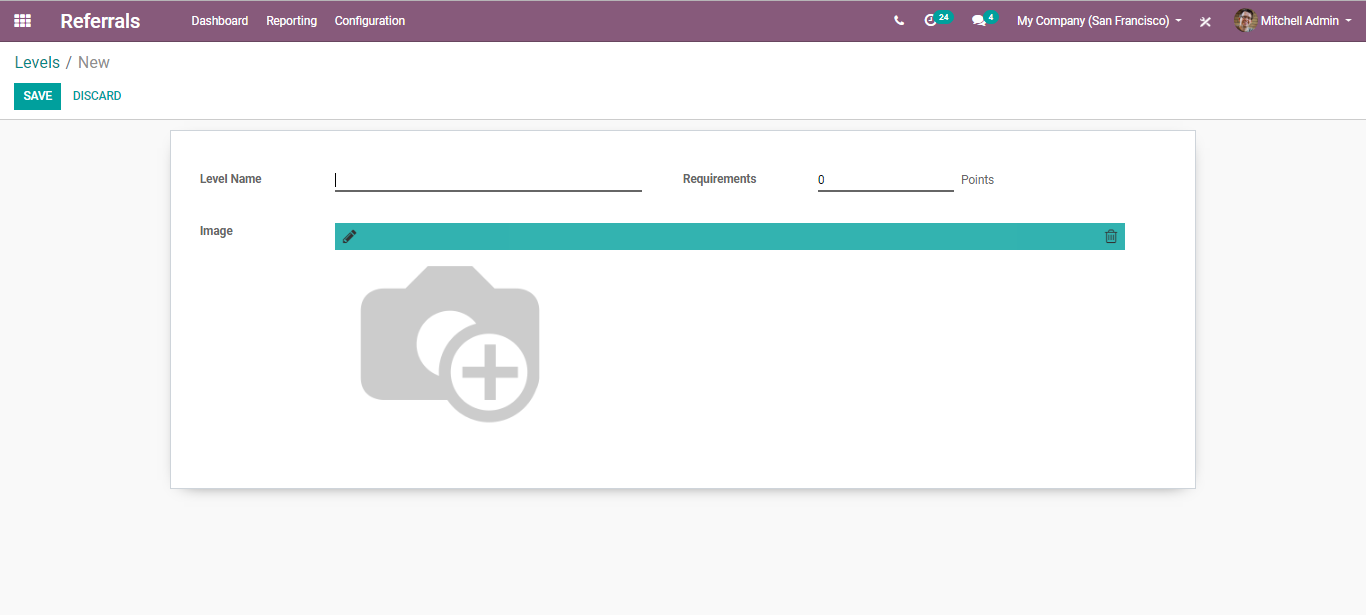 Referrals Dashboard Reporting Configuration 24 4 My Company (San Francisco) Mitchell Admin
Levels / New
SAVE DISCARD
Level Name Requirements 0 Points
Image